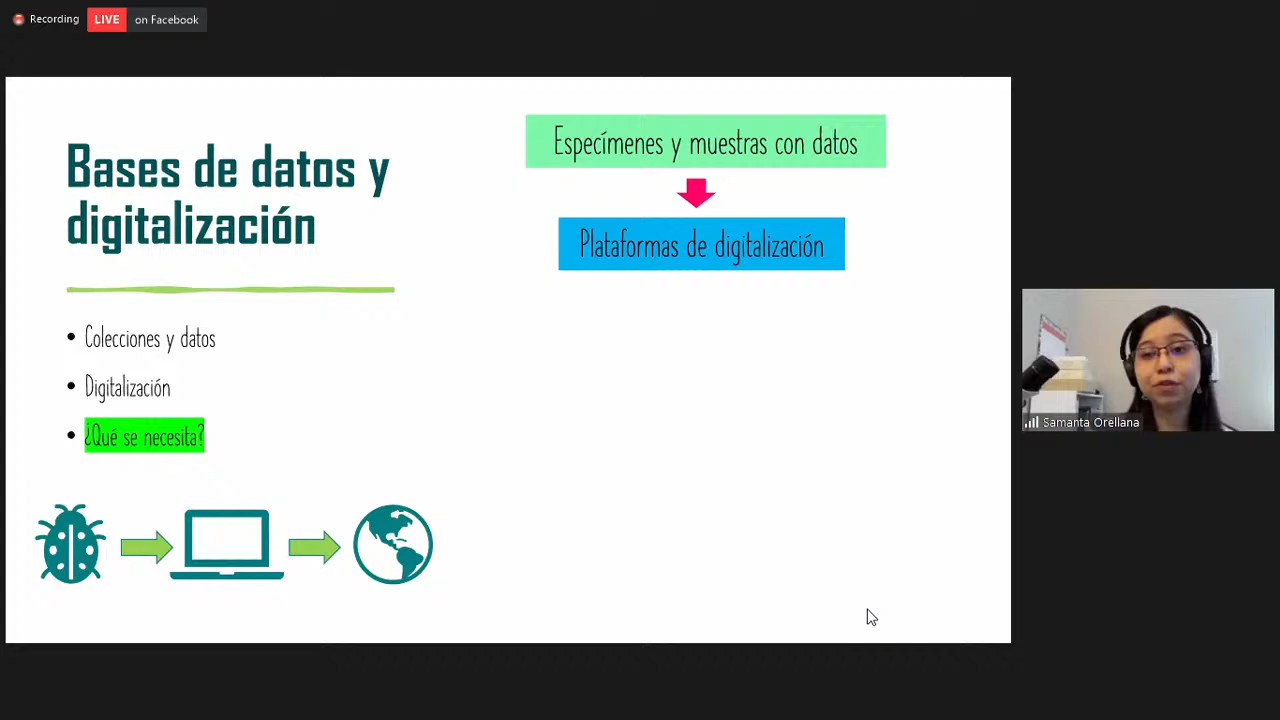 Recording
LIVE on Facebook
Bases de datos y
digitalización
• Colecciones y datos
• Digitalización
• ¿Qué se necesita?
Especímenes y muestras con datos
Plataformas de digitalización
Samanta Orellana